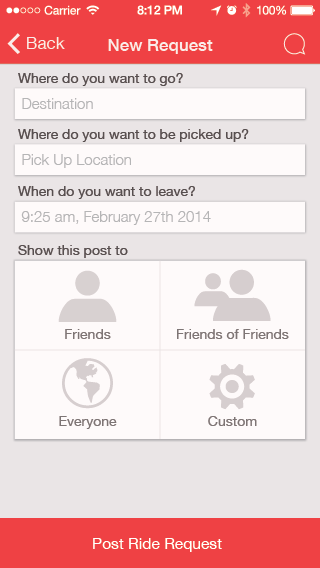 Carrier 8:12 PM 100%
Back New Request
Where do you want to go?
Destination
Where do you want to be picked up?
Pick Up Location
When do you want to leave?
9:25 am, February 27th 2014
Show this post to
Friends Friends of Friends
Everyone Custom
Post Ride Request